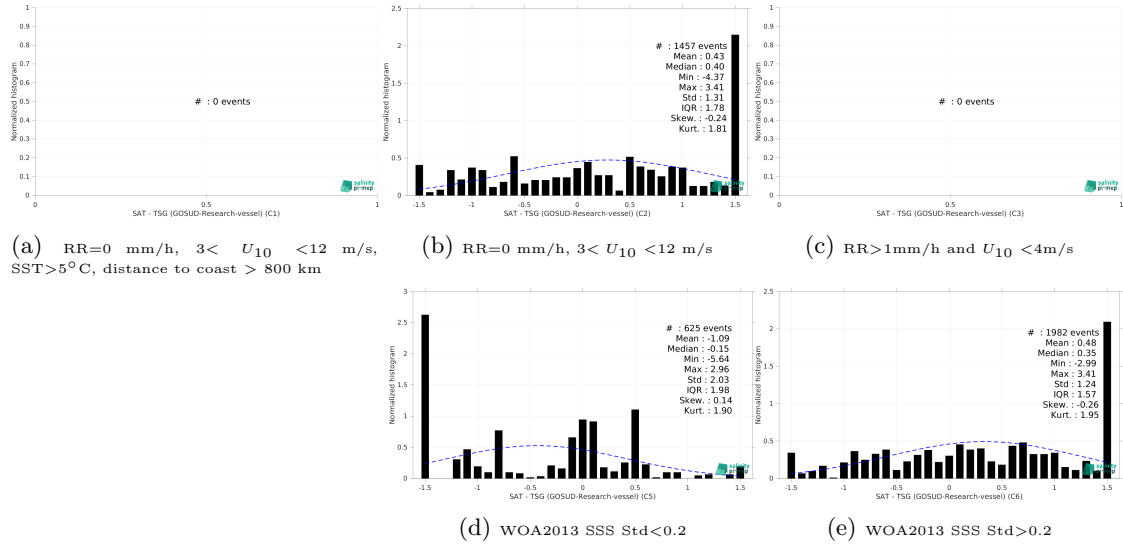 1
0.9
0.8
0.7
0.6
0.5
0.4
0.3
0.2
0.1
0
Normalized histogram
# : 0 events
salinity
pi-mep
0 0.5 1
SAT - TSG (GOSUD-Research-vessel) (C1)
(a) RR=0 mm/h, 3< U10 <12 m/s,
SST>5°C, distance to coast > 800 km
2.5
2
1.5
1
0.5
0
Normalized histogram
# : 1457 events
Mean : 0.43
Median : 0.40
Min : -4.37
Max : 3.41
Std : 1.31
IQR : 1.78
Skew. : -0.24
Kurt. : 1.81
salinity
pi-mep
-1.5 -1 -0.5 0 0.5 1 1.5
SAT - TSG (GOSUD-Research-vessel) (C2)
(b) RR=0 mm/h, 3< U10 <12 m/s
1
0.9
0.8
0.7
0.6
0.5
0.4
0.3
0.2
0.1
0
Normalized histogram
# : 0 events
salinity
pi-mep
0 0.5 1
SAT - TSG (GOSUD-Research-vessel) (C3)
(c) RR>1mm/h and U10 <4m/s
3
2.5
2
1.5
1
0.5
0
Normalized histogram
# : 625 events
Mean : -1.09
Median : -0.15
Min : -5.64
Max : 2.96
Std : 2.03
IQR : 1.98
Skew. : 0.14
Kurt. : 1.90
salinity
pi-mep
-1.5 -1 -0.5 0 0.5 1 1.5
SAT - TSG (GOSUD-Research-vessel) (C5)
(d) WOA2013 SSS Std<0.2
2.5
2
1.5
1
0.5
0
Normalized histogram
# : 1982 events
Mean : 0.48
Median : 0.35
Min : -2.99
Max : 3.41
Std : 1.24
IQR : 1.57
Skew. : -0.26
Kurt. : 1.95
salinity
pi-mep
-1.5 -1 -0.5 0 0.5 1 1.5
SAT - TSG (GOSUD-Research-vessel) (C6)
(e) WOA2013 SSS Std>0.2